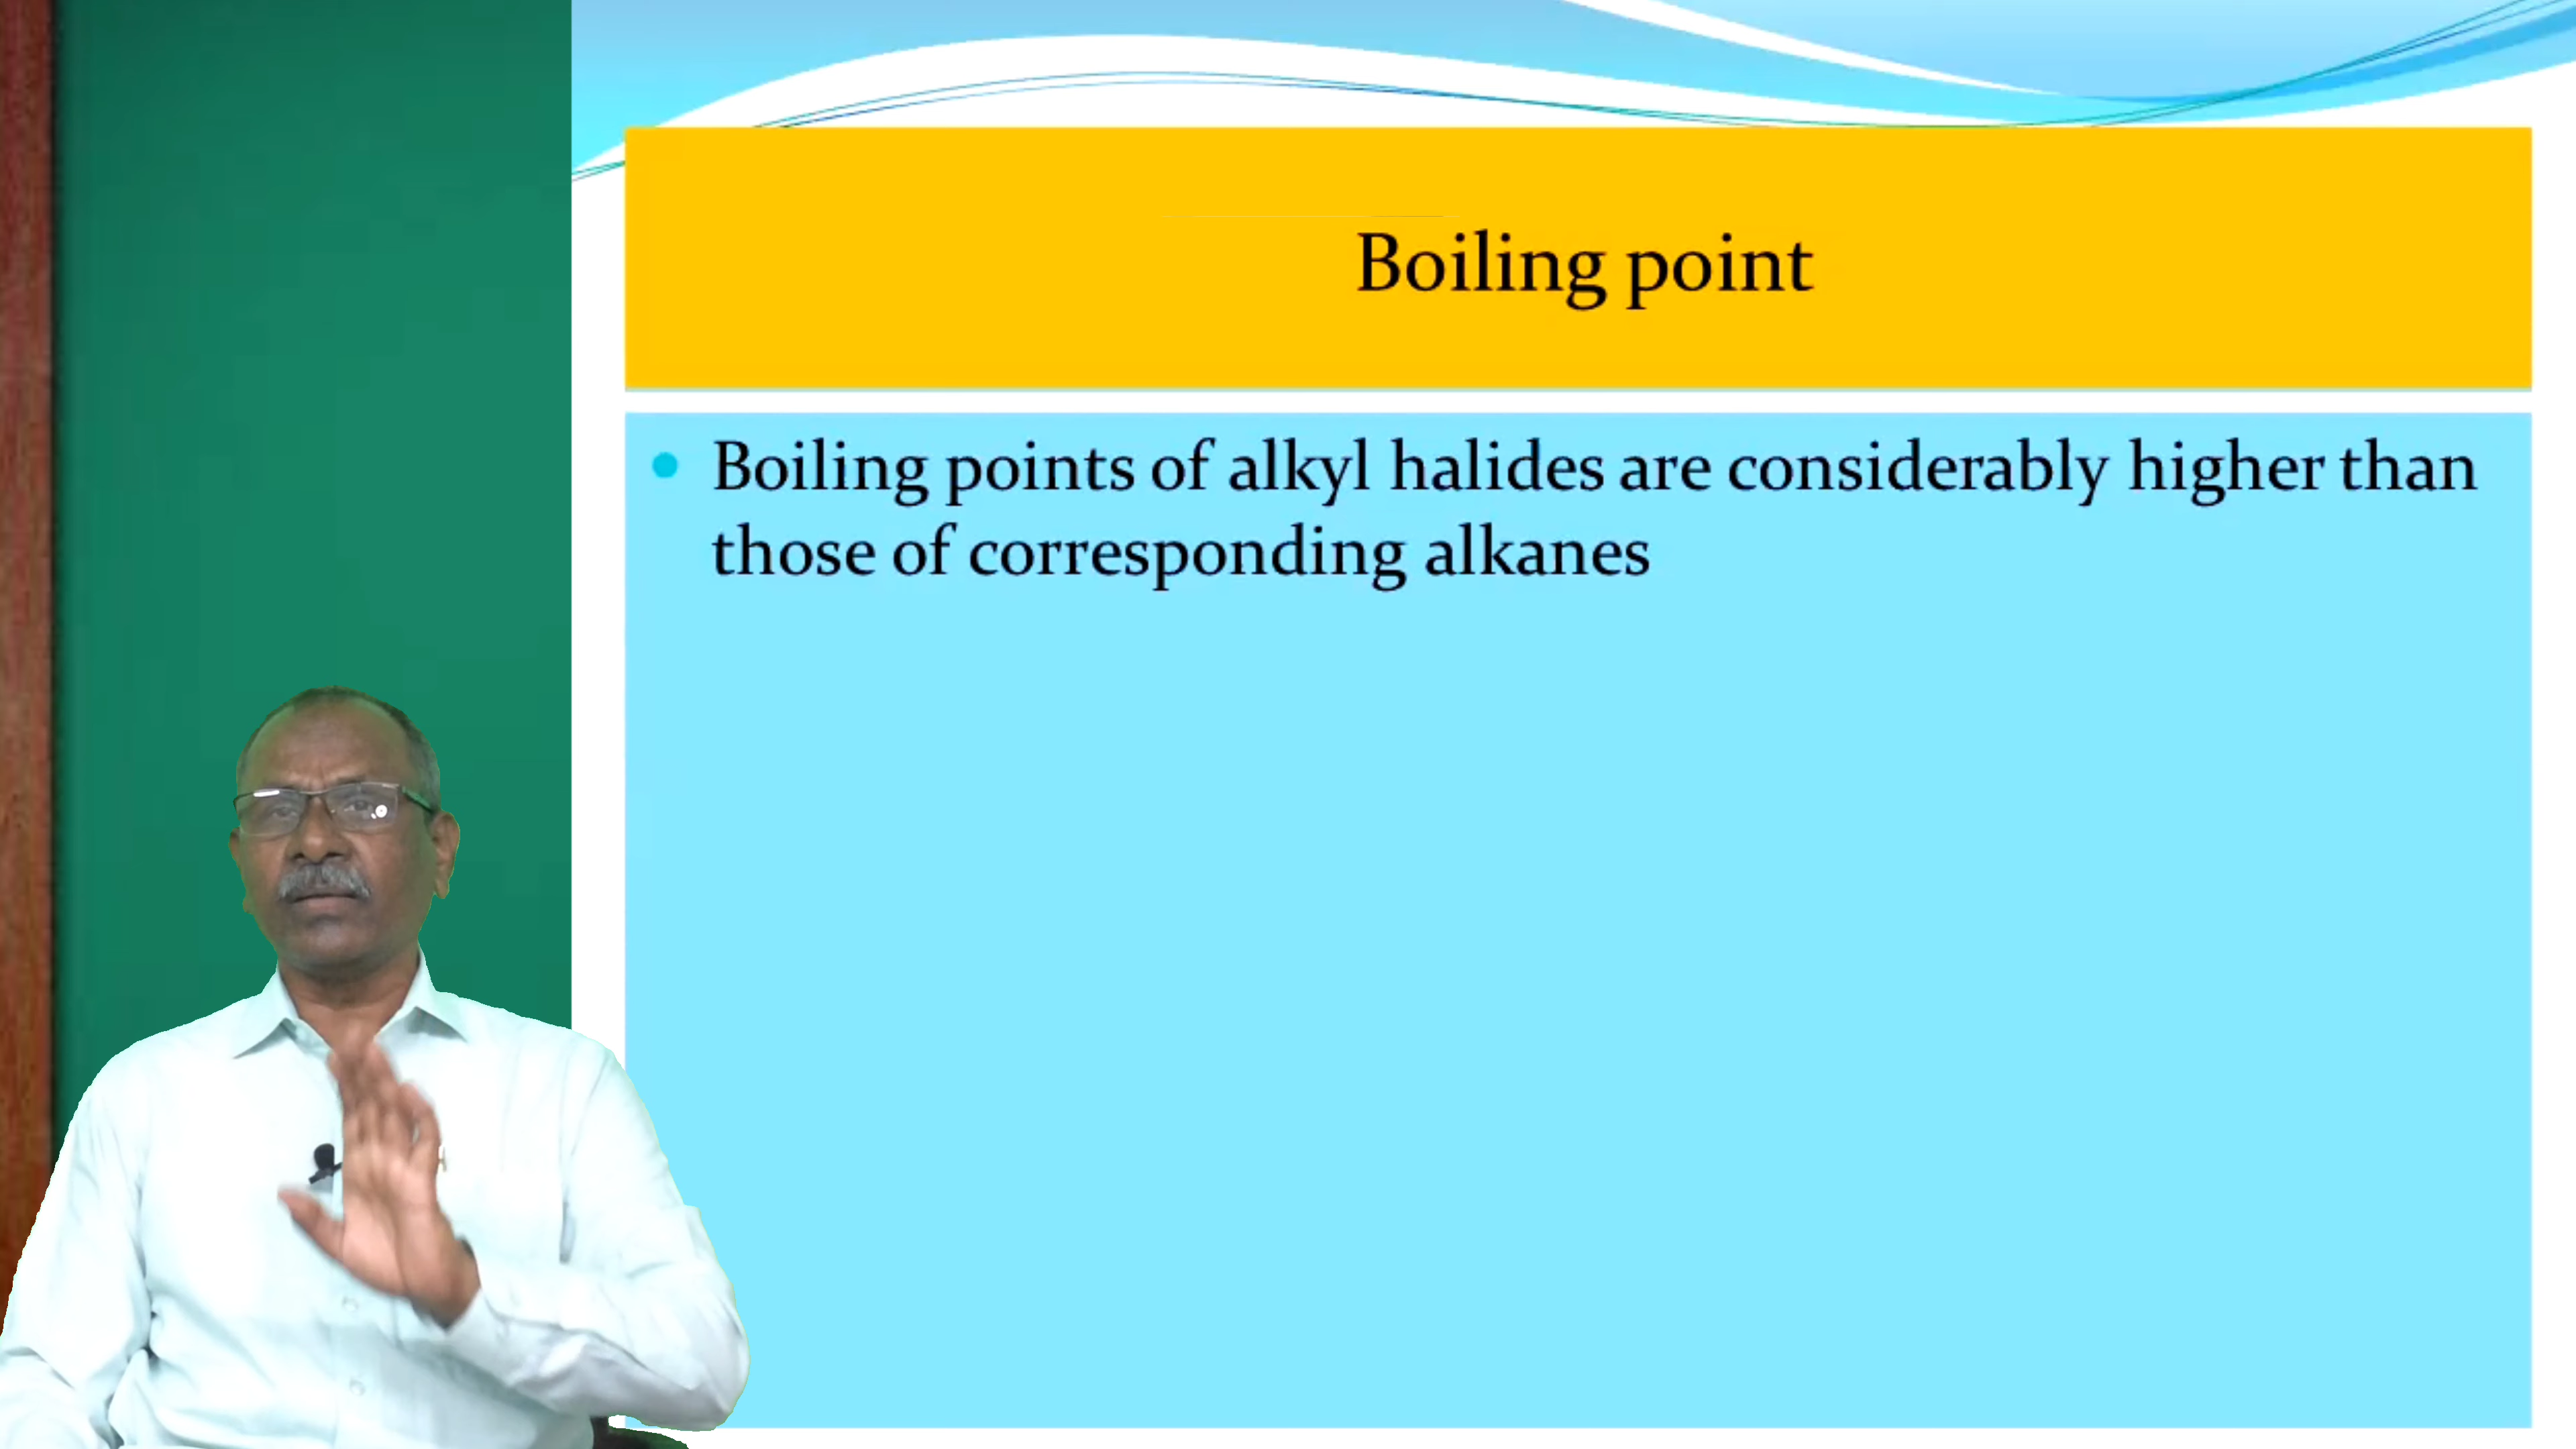 Boiling point
• Boiling points of alkyl halides are considerably higher than
those of corresponding alkanes